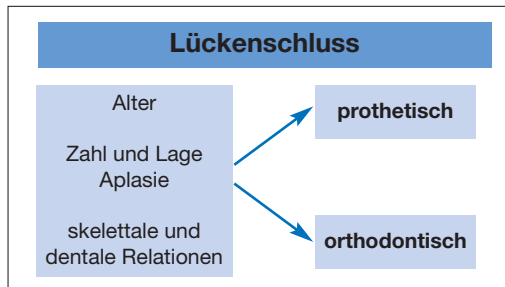 Lückenschluss
Alter
Zahl und Lage
Aplasie
skelettale und
dentale Relationen
prothetisch
orthodontisch